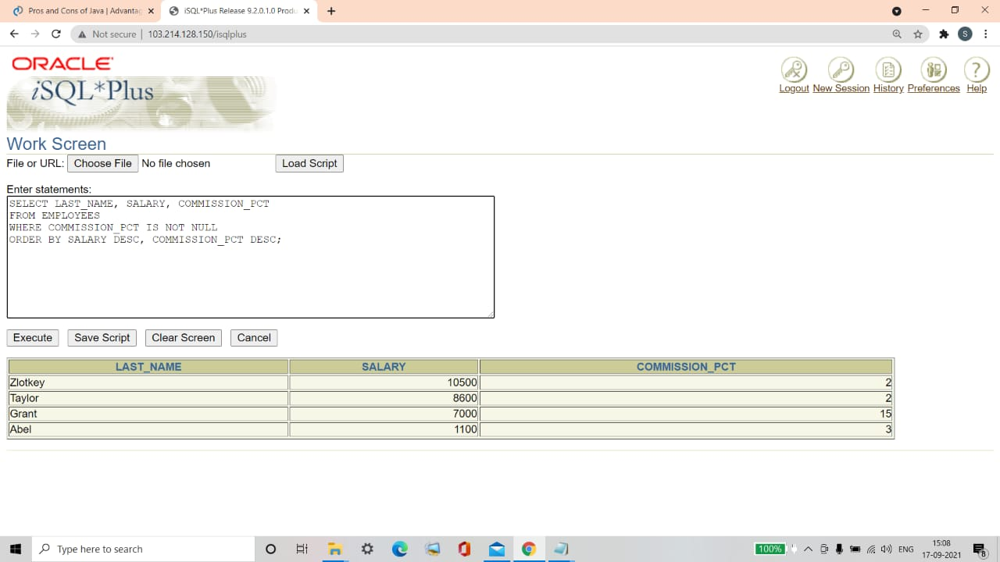 Pros and Cons of Java | Advantag
iSQL*Plus Release 9.2.0.1.0 Produ
Not secure | 103.214.128.150/isqlplus
S
ORACLE
iSQL*Plus
Logout New Session History Preferences Help
Work Screen
File or URL: Choose File No file chosen Load Script
Enter statements:
SELECT LAST_NAME, SALARY, COMMISSION_PCT
FROM EMPLOYEES
WHERE COMMISSION_PCT IS NOT NULL
ORDER BY SALARY DESC, COMMISSION_PCT DESC;
Execute Save Script Clear Screen Cancel
LAST_NAME SALARY COMMISSION_PCT
Zlotkey 10500 2
Taylor 8600 2
Grant 7000 15
Abel 1100 3
Type here to search
100%
ENG
15:08
17-09-2021
8